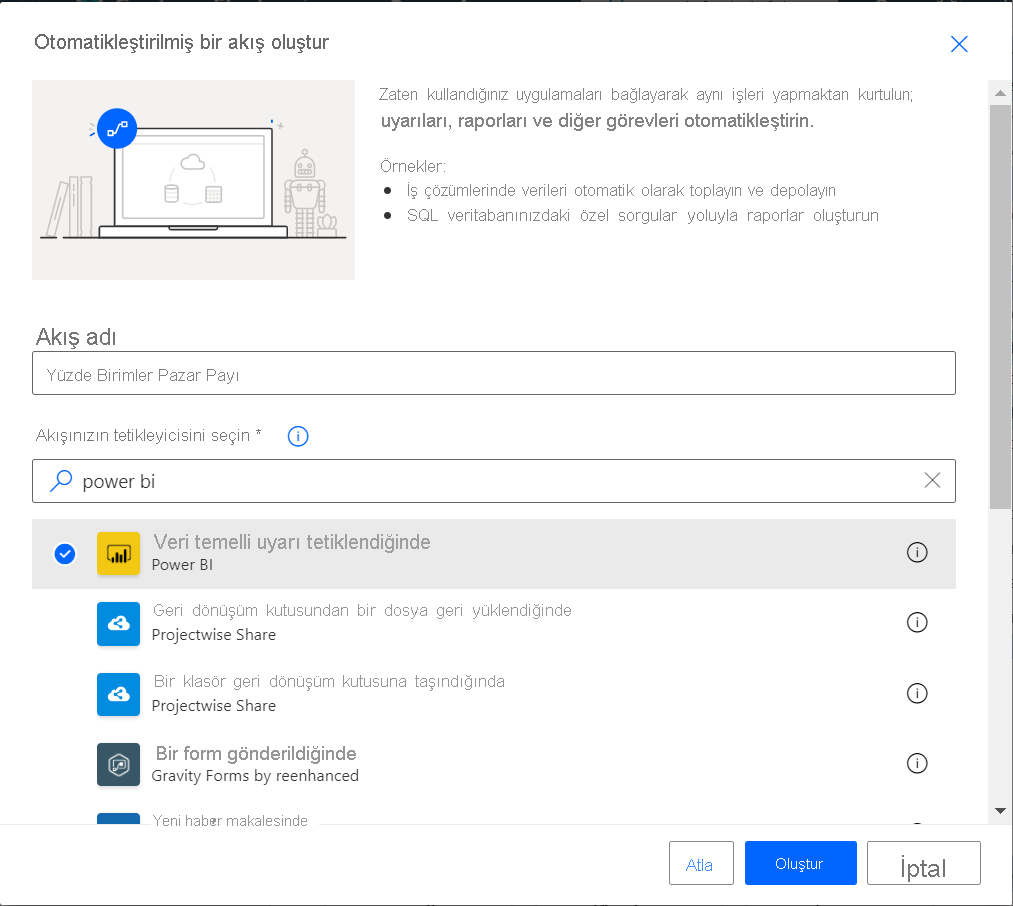 Otomatikleştirilmiş bir akış oluştur
Zaten kullandığınız uygulamaları bağlayarak aynı işleri yapmaktan kurtulun;
uyarıları, raporları ve diğer görevleri otomatikleştirin.
Örnekler:
İş çözümlerinde verileri otomatik olarak toplayın ve depolayın
SQL veritabanınızdaki özel sorgular yoluyla raporlar oluşturun
Akış adı
Yüzde Birimler Pazar Payı
Akışınızın tetikleyicisini seçin *
power bi
Veri temelli uyarı tetiklendiğinde
Power BI
Geri dönüşüm kutusundan bir dosya geri yüklendiğinde
Projectwise Share
Bir klasör geri dönüşüm kutusuna taşındığında
Projectwise Share
Bir form gönderildiğinde
Gravity Forms by reenhanced
Yeni haber makalesinde
Atla
Oluştur
İptal